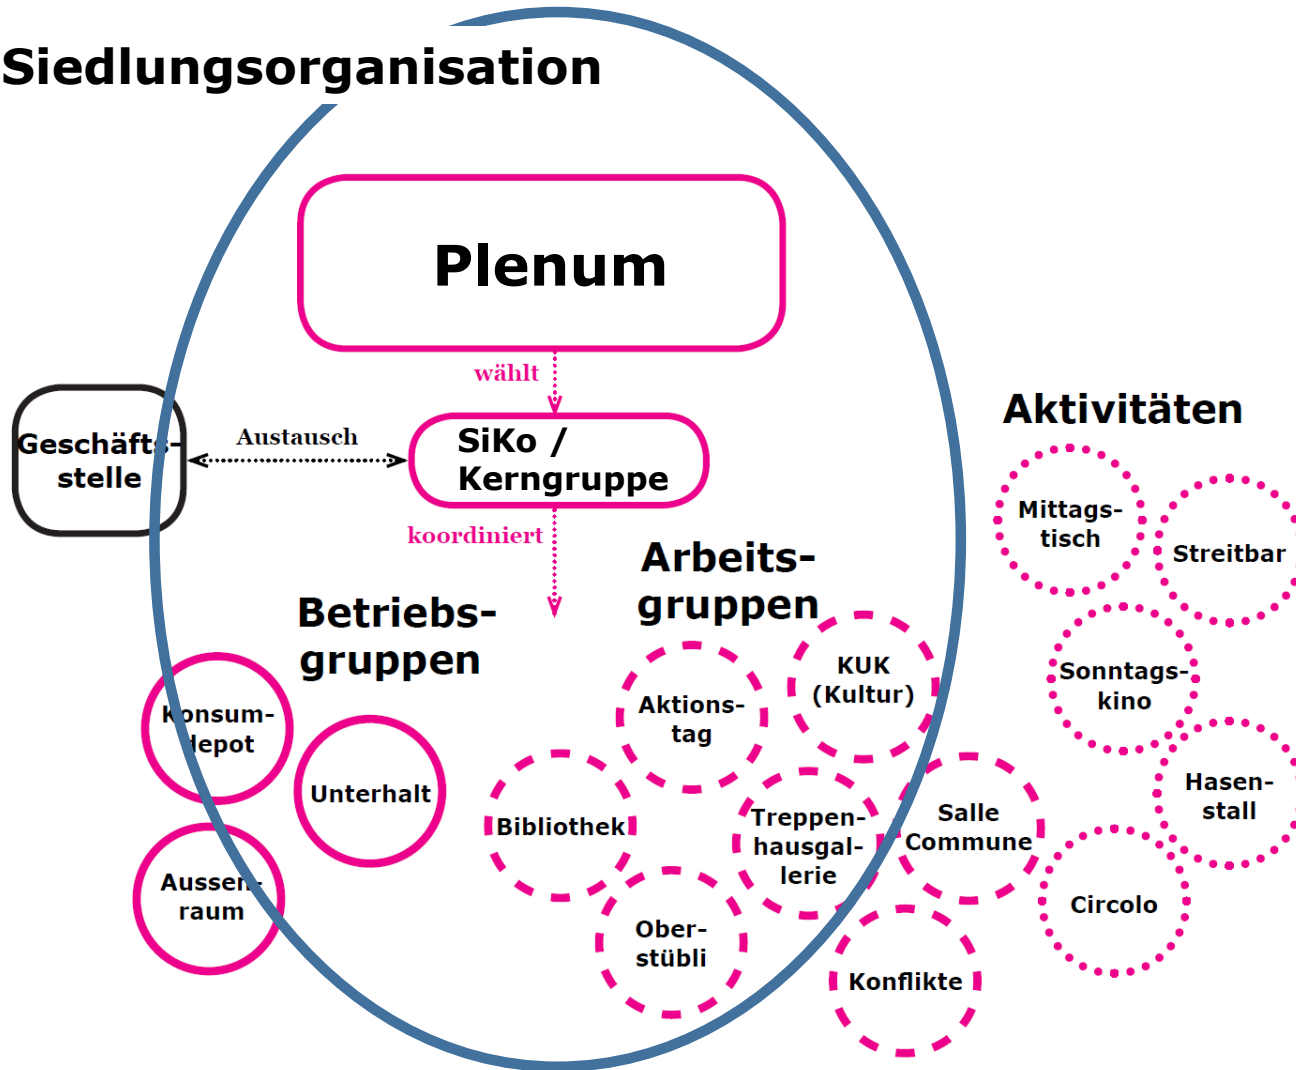 Siedlungsorganisation
Plenum
wählt
Geschäfts-
stelle
Austausch
SiKo /
Kerngruppe
koordiniert
Betriebs-
gruppen
Konsum-
depot
Unterhalt
Aussen-
raum
Arbeits-
gruppen
Aktions-
tag
KUK
(Kultur)
Bibliothek
Treppen-
hausgal-
lerie
Salle
Commune
Ober-
stübli
Konflikte
Aktivitäten
Mittags-
tisch
Streitbar
Sonntags-
kino
Hasen-
stall
Circolo